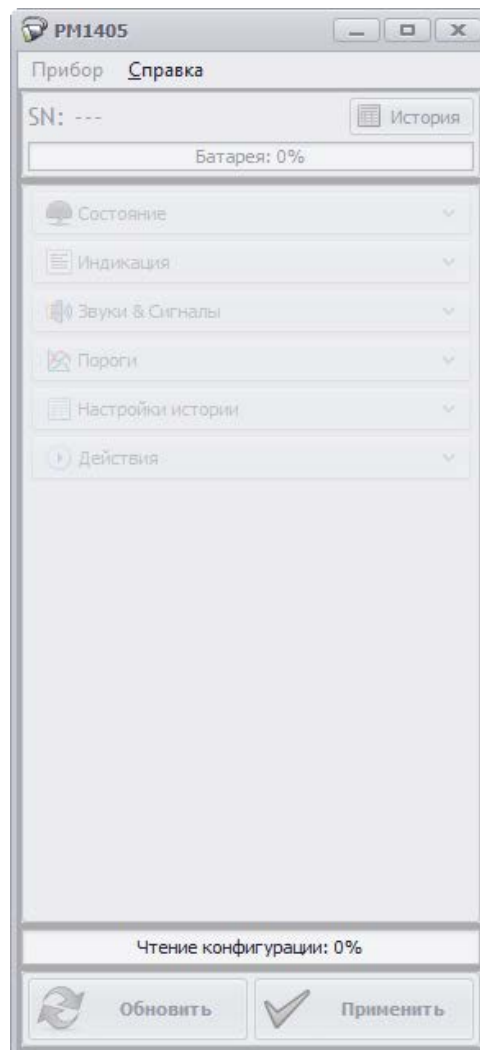 PM1405
Прибор Справка
SN: --- История
Батарея: 0%
Состояние
Индикация
Звуки & Сигналы
Пороги
Настройки истории
Действия
Чтение конфигурации: 0%
Обновить Применить